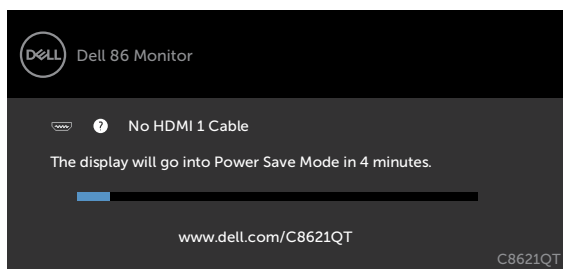 DELL Dell 86 Monitor
? No HDMI 1 Cable
The display will go into Power Save Mode in 4 minutes.
www.dell.com/C8621QT
C8621QT